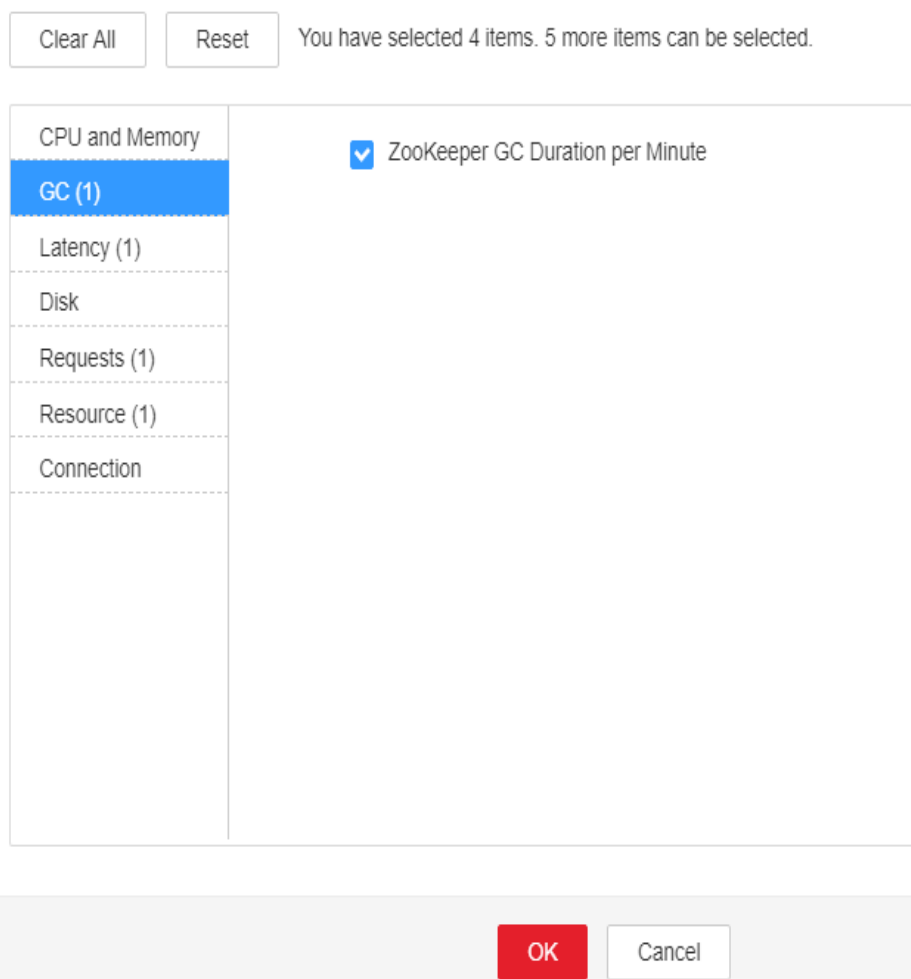 Clear All
Reset
You have selected 4 items. 5 more items can be selected.
CPU and Memory
GC (1)
Latency (1)
Disk
Requests (1)
Resource (1)
Connection
ZooKeeper GC Duration per Minute
OK
Cancel